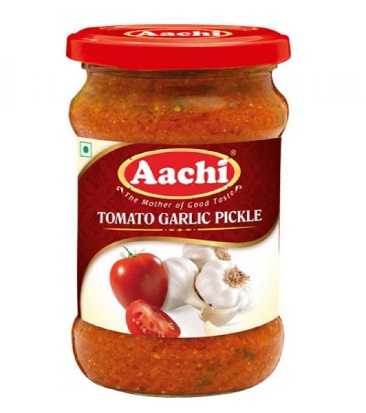 Aachi
Aachi®
The Mother of Good Taste
TOMATO GARLIC PICKLE